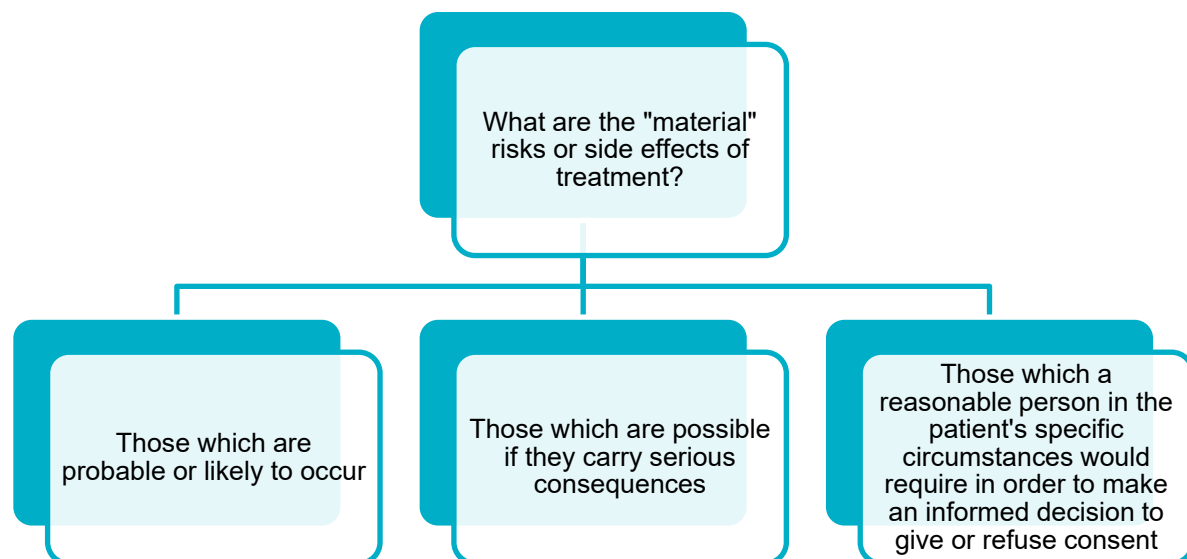 What are the "material"
risks or side effects of
treatment?
Those which are
probable or likely to occur
Those which are possible
if they carry serious
consequences
Those which a
reasonable person in the
patient's specific
circumstances would
require in order to make
an informed decision to
give or refuse consent